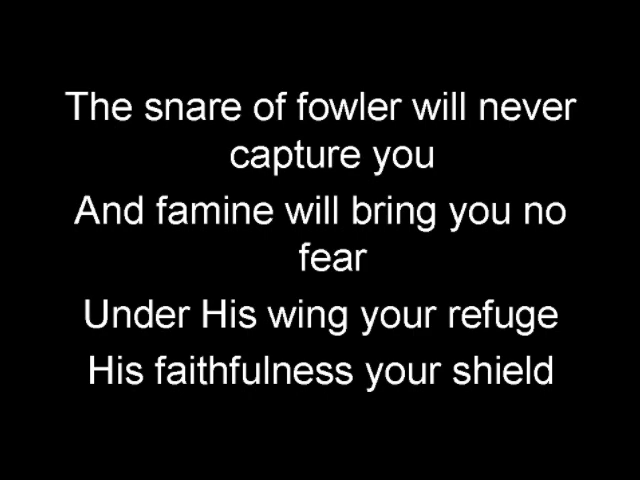 The snare of fowler will never
capture you
And famine will bring you no
fear
Under His wing your refuge
His faithfulness your shield